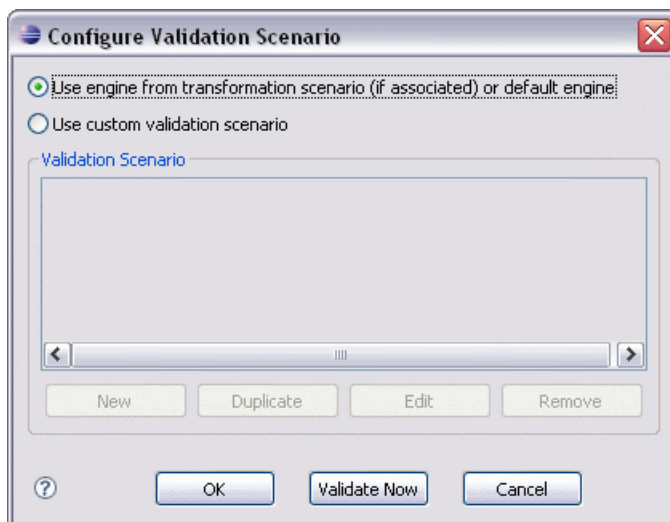 Configure Validation Scenario
Use engine from transformation scenario (if associated) or default engine
Use custom validation scenario
Validation Scenario
New Duplicate Edit Remove
? OK Validate Now Cancel